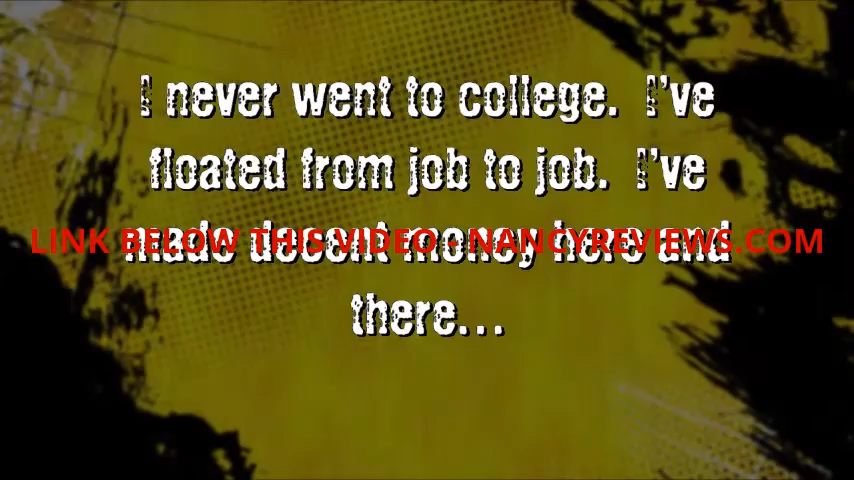 I never went to college. I've
floated from job to job. I've
LINK BELOW THIS VIDEO - NANCYREVIEWS.COM
made decent money here and
there...